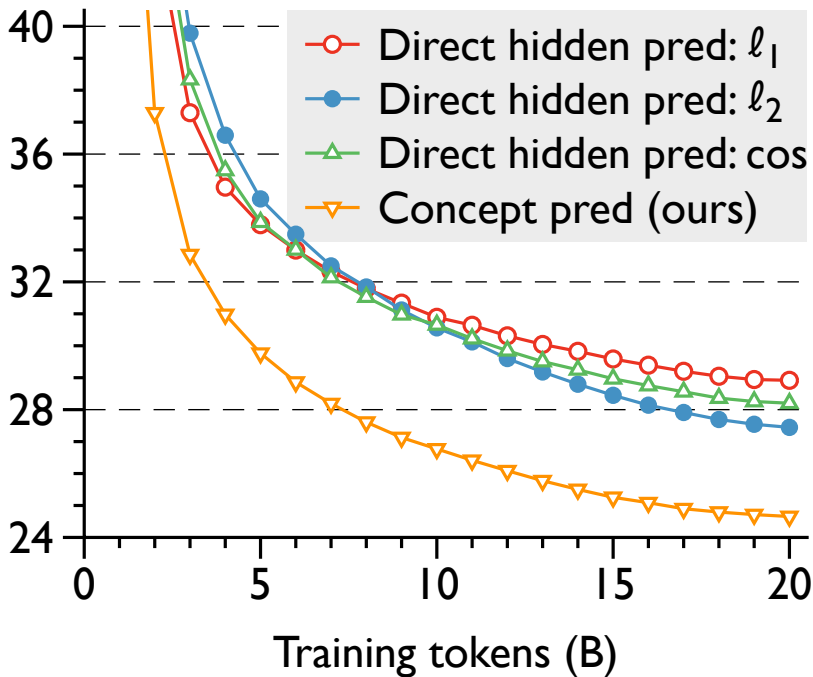 40
36
32
28
24
0 5 10 15 20
Training tokens (B)
Direct hidden pred: ℓ1
Direct hidden pred: ℓ2
Direct hidden pred: cos
Concept pred (ours)